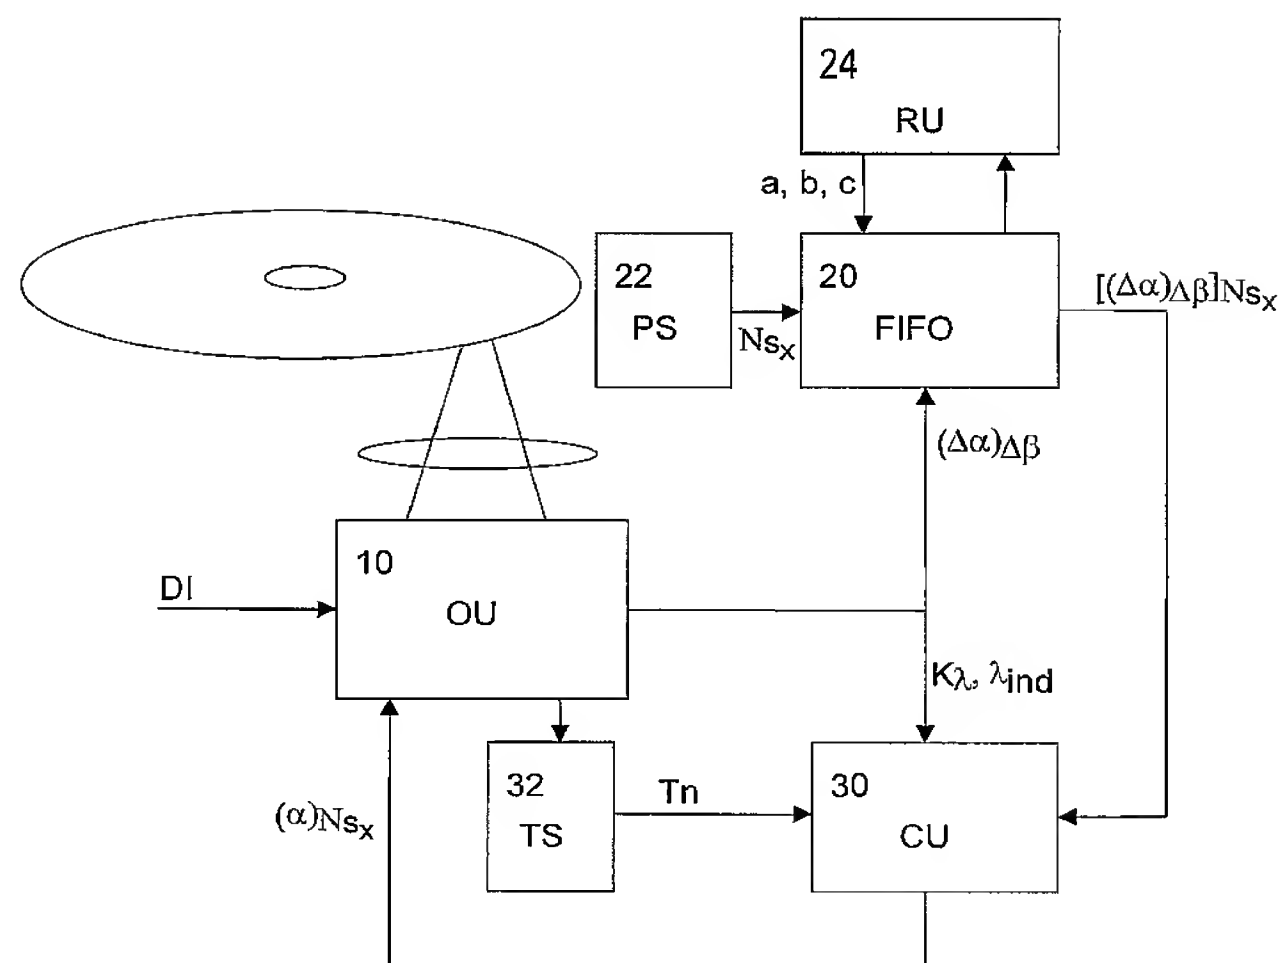 24
RU
a, b, c
22
PS
NSₓ
20
FIFO
[(Δα)Δβ]NSₓ
(Δα)Δβ
10
OU
DI
Kλ, λind
32
TS
Tn
30
CU
(α)NSₓ